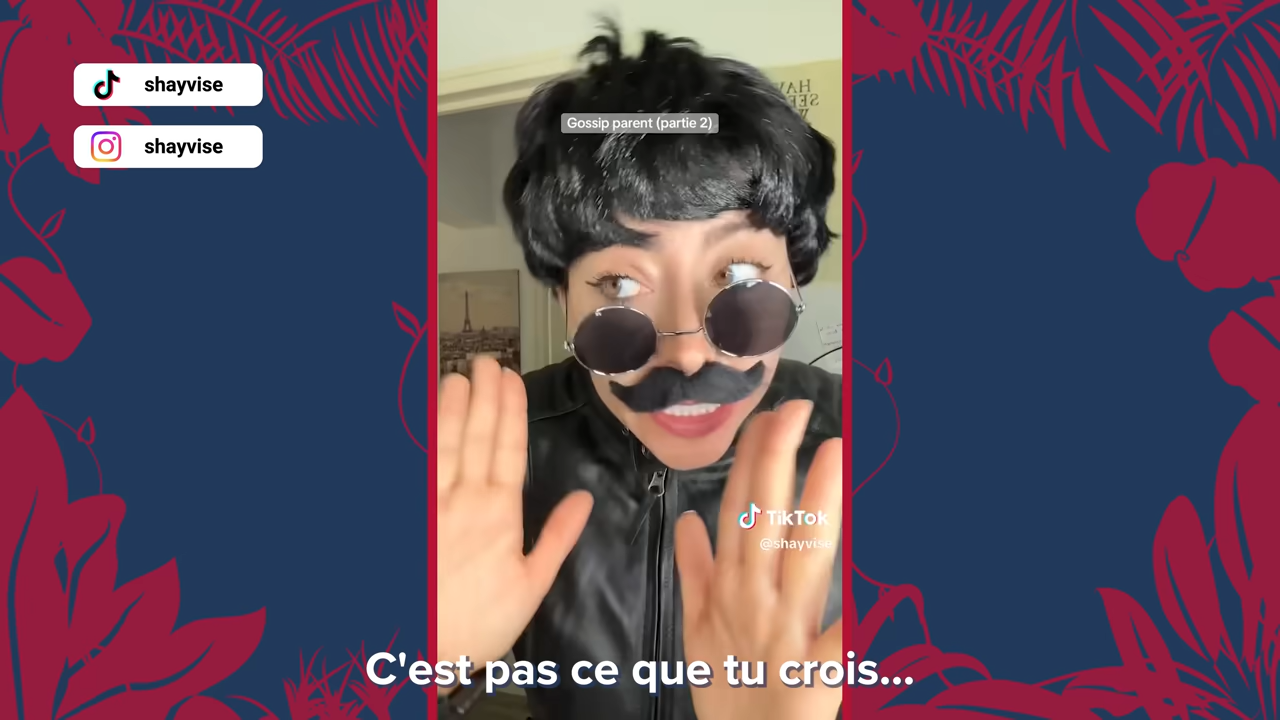 shayvise
shayvise
Gossip parent (partie 2)
TikTok
@shayvise
C'est pas ce que tu crois...